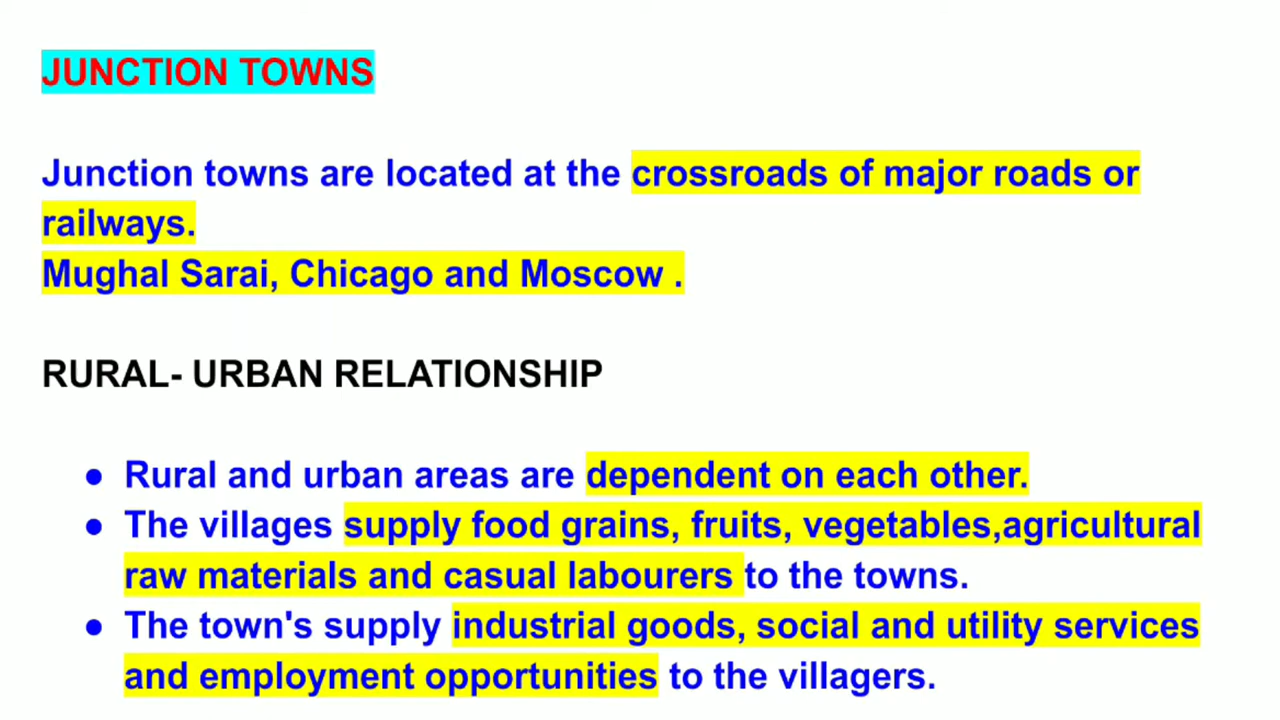 JUNCTION TOWNS
Junction towns are located at the crossroads of major roads or
railways.
Mughal Sarai, Chicago and Moscow .
RURAL- URBAN RELATIONSHIP
● Rural and urban areas are dependent on each other.
● The villages supply food grains, fruits, vegetables,agricultural
raw materials and casual labourers to the towns.
● The town's supply industrial goods, social and utility services
and employment opportunities to the villagers.